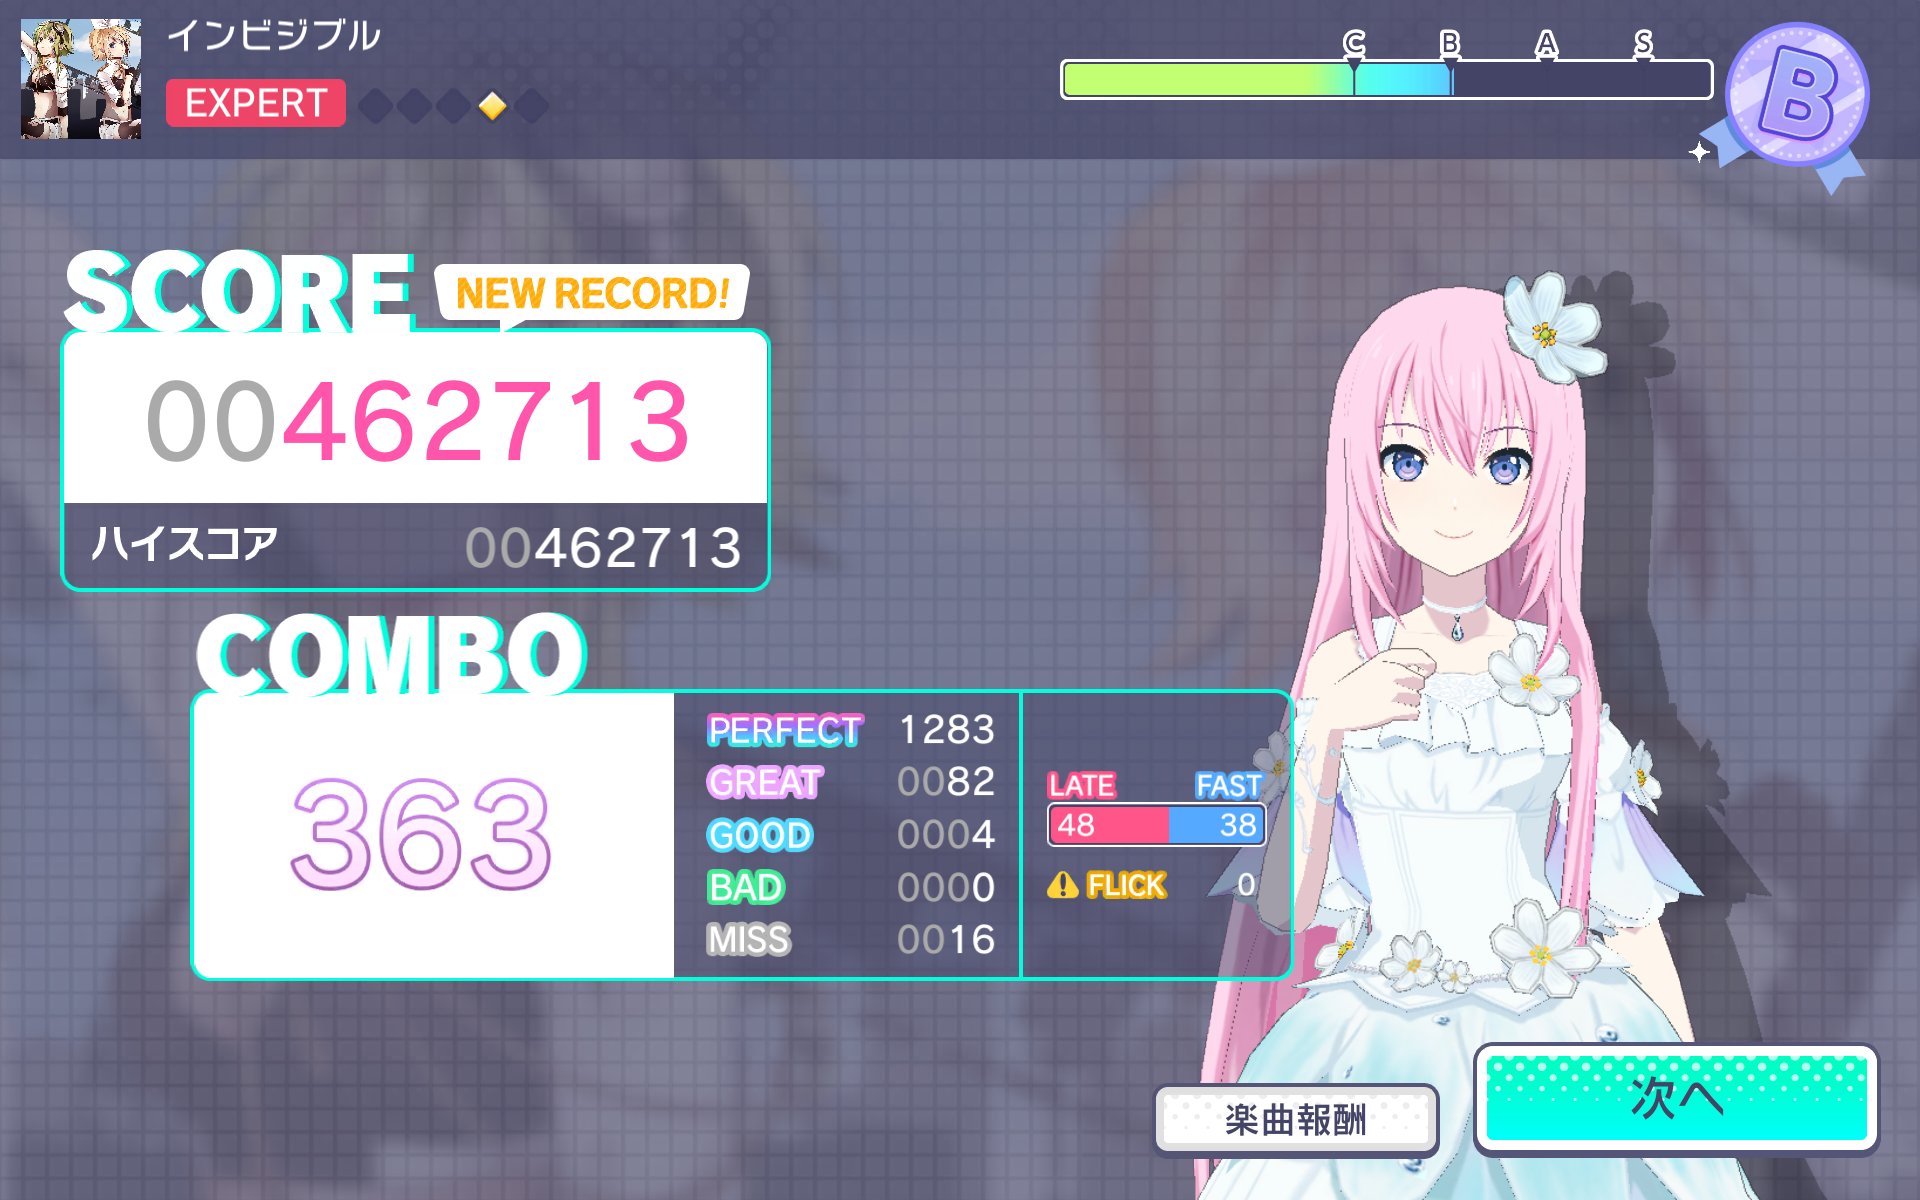 インビジブル
EXPERT
C B A S
B
SCORE
NEW RECORD!
00462713
ハイスコア 00462713
COMBO
363
PERFECT 1283
GREAT 0082
GOOD 0004
BAD 0000
MISS 0016
LATE FAST
48 38
FLICK 0
楽曲報酬
次へ